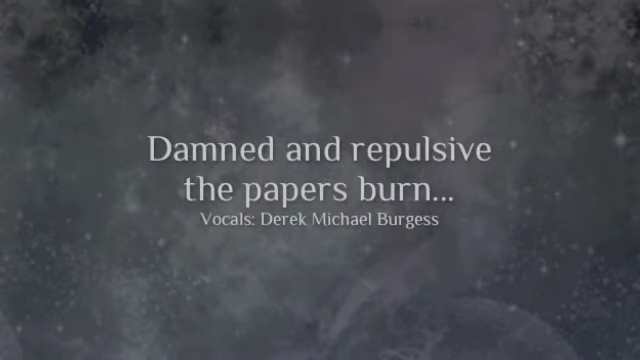 Damned and repulsive
the papers burn...
Vocals: Derek Michael Burgess